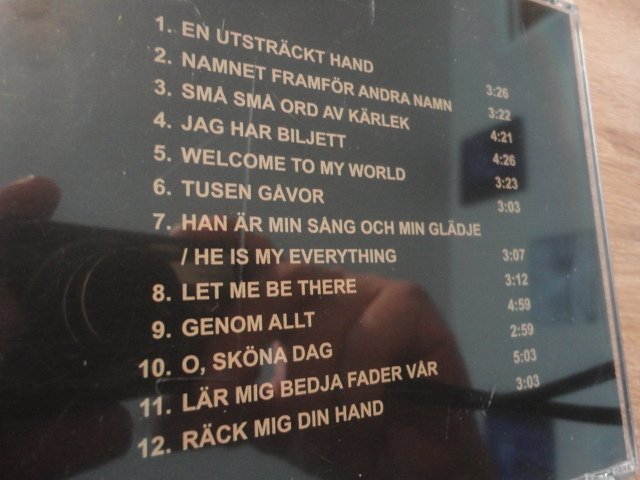 1. EN UTSTRÄCKT HAND 3:26
2. NAMNET FRAMFÖR ANDRA NAMN 3:22
3. SMÅ SMÅ ORD AV KÄRLEK 4:21
4. JAG HAR BILJETT 4:26
5. WELCOME TO MY WORLD 3:23
6. TUSEN GÅVOR 3:03
7. HAN ÄR MIN SÅNG OCH MIN GLÄDJE
/ HE IS MY EVERYTHING 3:07
8. LET ME BE THERE 3:12
9. GENOM ALLT 4:59
10. O, SKÖNA DAG 2:59
11. LÄR MIG BEDJA FADER VÅR 5:03
12. RÄCK MIG DIN HAND 3:03